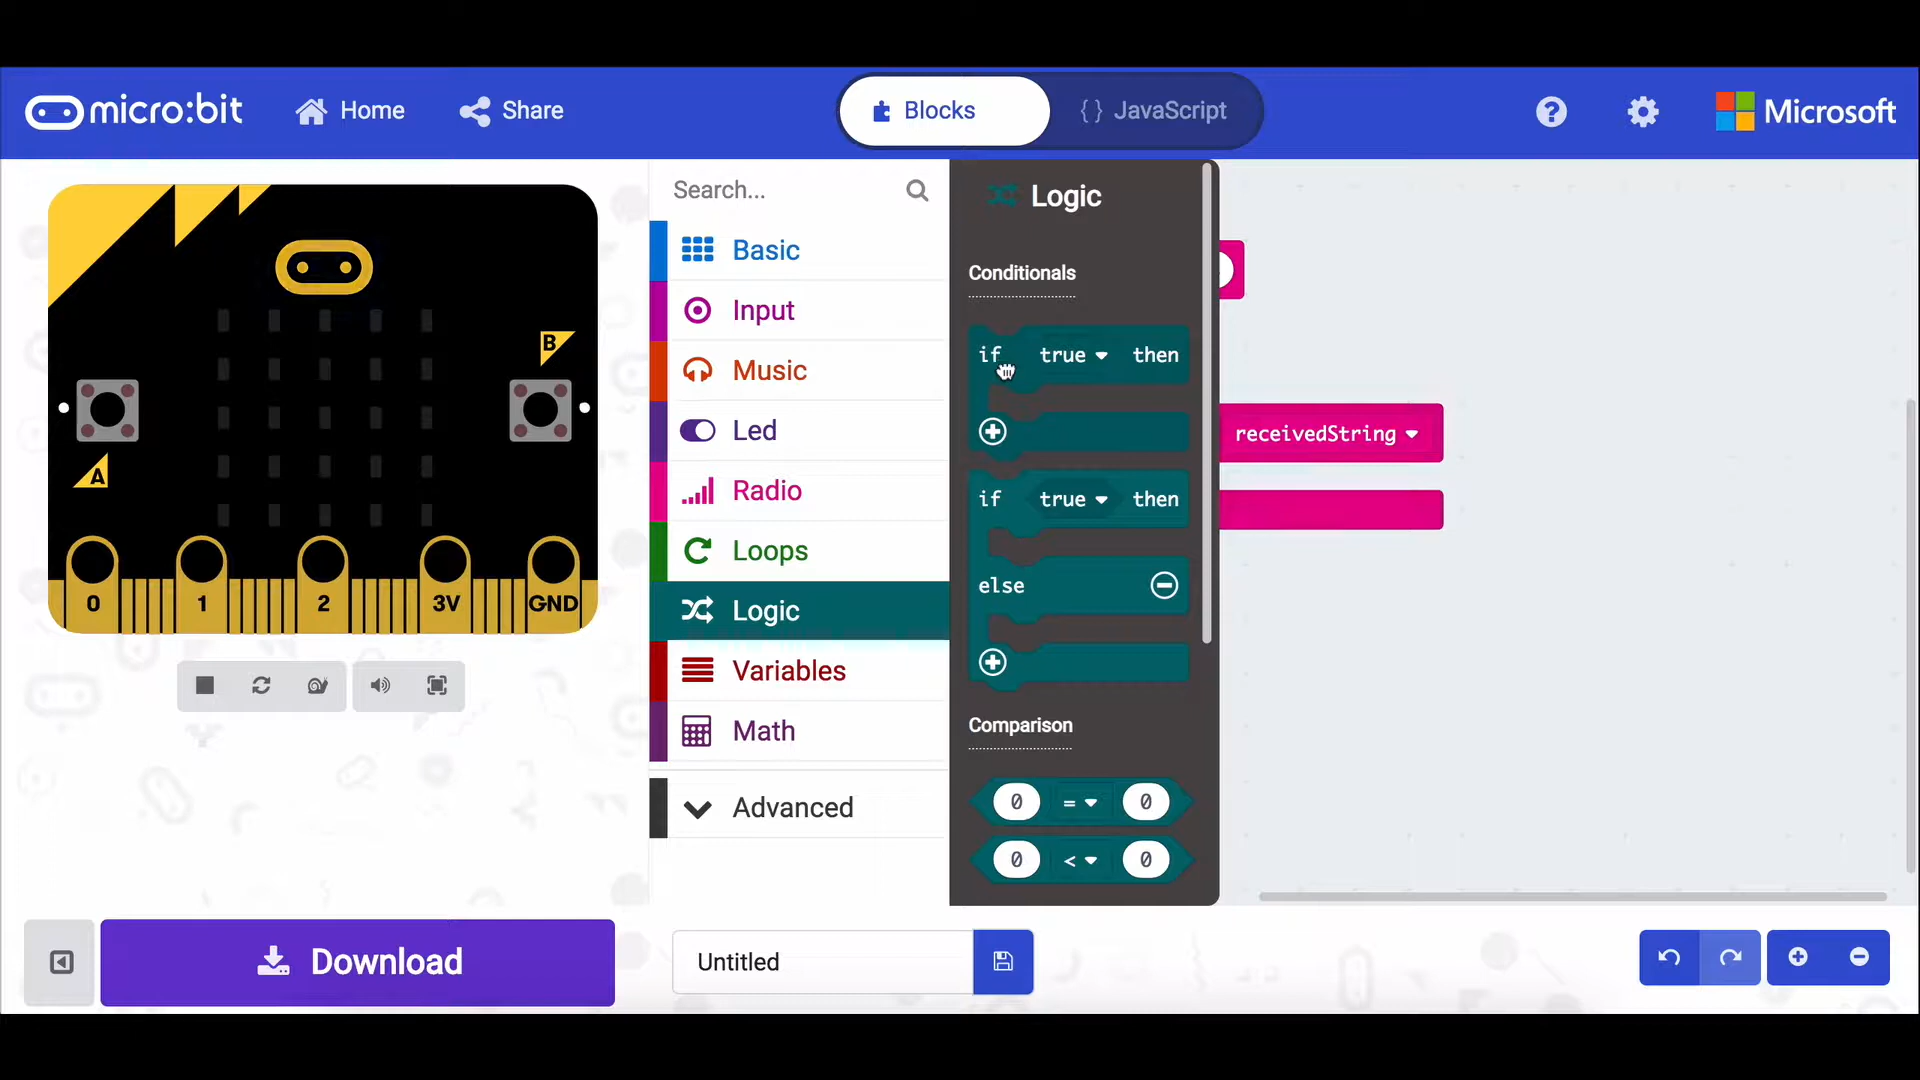 micro:bit Home Share Blocks {} JavaScript ? Microsoft
Search...
Basic
Input
Music
Led
Radio
Loops
Logic
Variables
Math
Advanced
Logic
Conditionals
if true then
if true then
else
Comparison
0 = 0
0 < 0
receivedString
B
A
0 1 2 3V GND
Download
Untitled